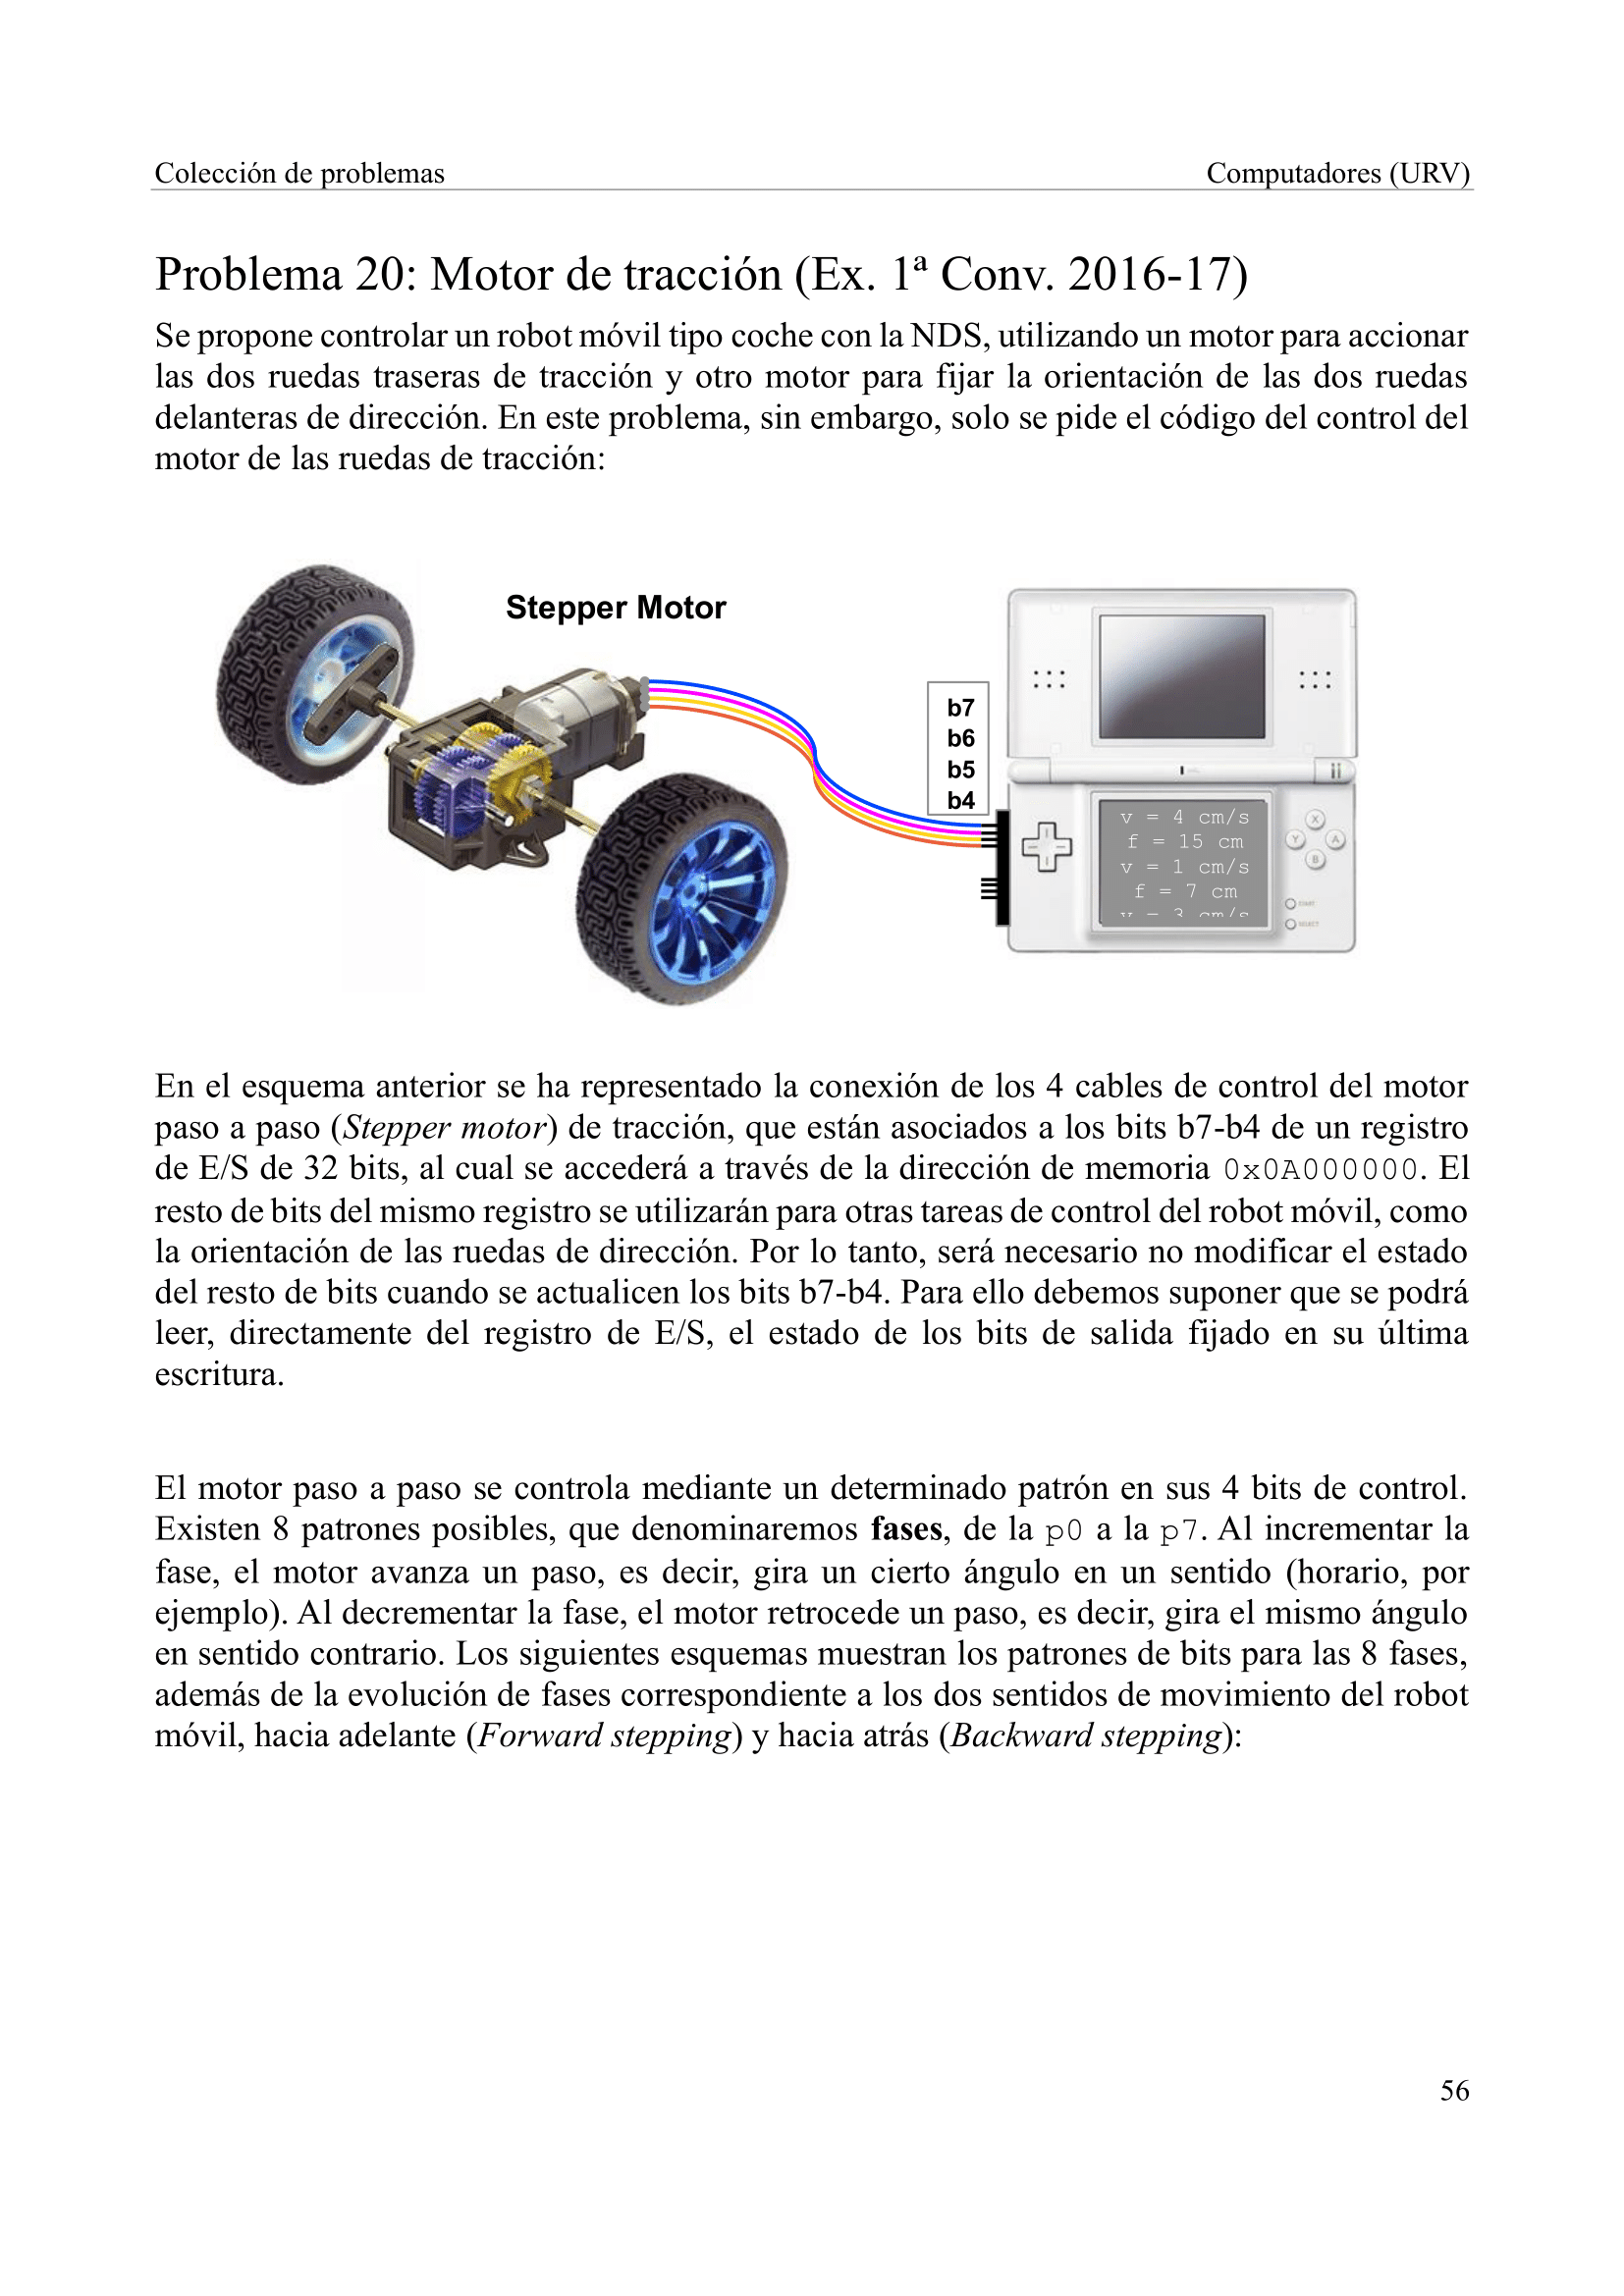 Colección de problemas
Computadores (URV)
Problema 20: Motor de tracción (Ex. 1ª Conv. 2016-17)
Se propone controlar un robot móvil tipo coche con la NDS, utilizando un motor para accionar
las dos ruedas traseras de tracción y otro motor para fijar la orientación de las dos ruedas
delanteras de dirección. En este problema, sin embargo, solo se pide el código del control del
motor de las ruedas de tracción:
Stepper Motor
b7
b6
b5
b4
v = 4 cm/s
f = 15 cm
v = 1 cm/s
f = 7 cm
v = 3 cm/s
X
Y
A
B
START
SELECT
En el esquema anterior se ha representado la conexión de los 4 cables de control del motor
paso a paso (Stepper motor) de tracción, que están asociados a los bits b7-b4 de un registro
de E/S de 32 bits, al cual se accederá a través de la dirección de memoria 0x0A000000. El
resto de bits del mismo registro se utilizarán para otras tareas de control del robot móvil, como
la orientación de las ruedas de dirección. Por lo tanto, será necesario no modificar el estado
del resto de bits cuando se actualicen los bits b7-b4. Para ello debemos suponer que se podrá
leer, directamente del registro de E/S, el estado de los bits de salida fijado en su última
escritura.
El motor paso a paso se controla mediante un determinado patrón en sus 4 bits de control.
Existen 8 patrones posibles, que denominaremos fases, de la p0 a la p7. Al incrementar la
fase, el motor avanza un paso, es decir, gira un cierto ángulo en un sentido (horario, por
ejemplo). Al decrementar la fase, el motor retrocede un paso, es decir, gira el mismo ángulo
en sentido contrario. Los siguientes esquemas muestran los patrones de bits para las 8 fases,
además de la evolución de fases correspondiente a los dos sentidos de movimiento del robot
móvil, hacia adelante (Forward stepping) y hacia atrás (Backward stepping):
56